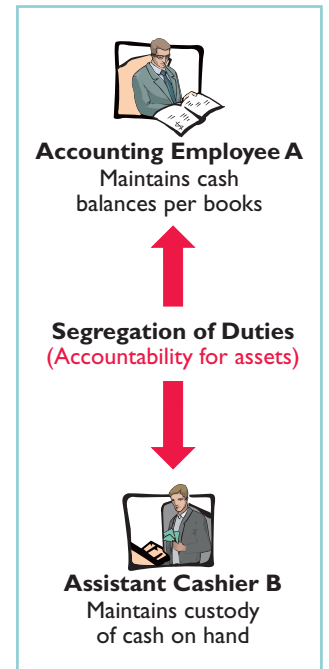 Accounting Employee A
Maintains cash
balances per books
Segregation of Duties
(Accountability for assets)
Assistant Cashier B
Maintains custody
of cash on hand